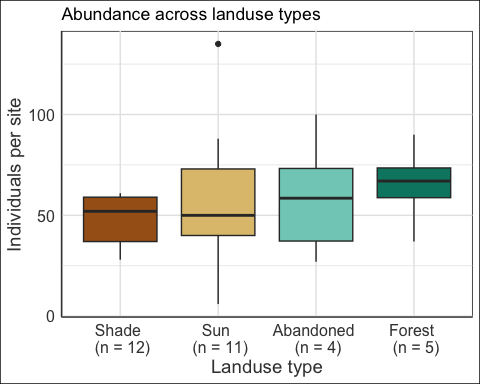 Abundance across landuse types
Individuals per site
100
50
0
Shade Sun Abandoned Forest
(n = 12) (n = 11) (n = 4) (n = 5)
Landuse type